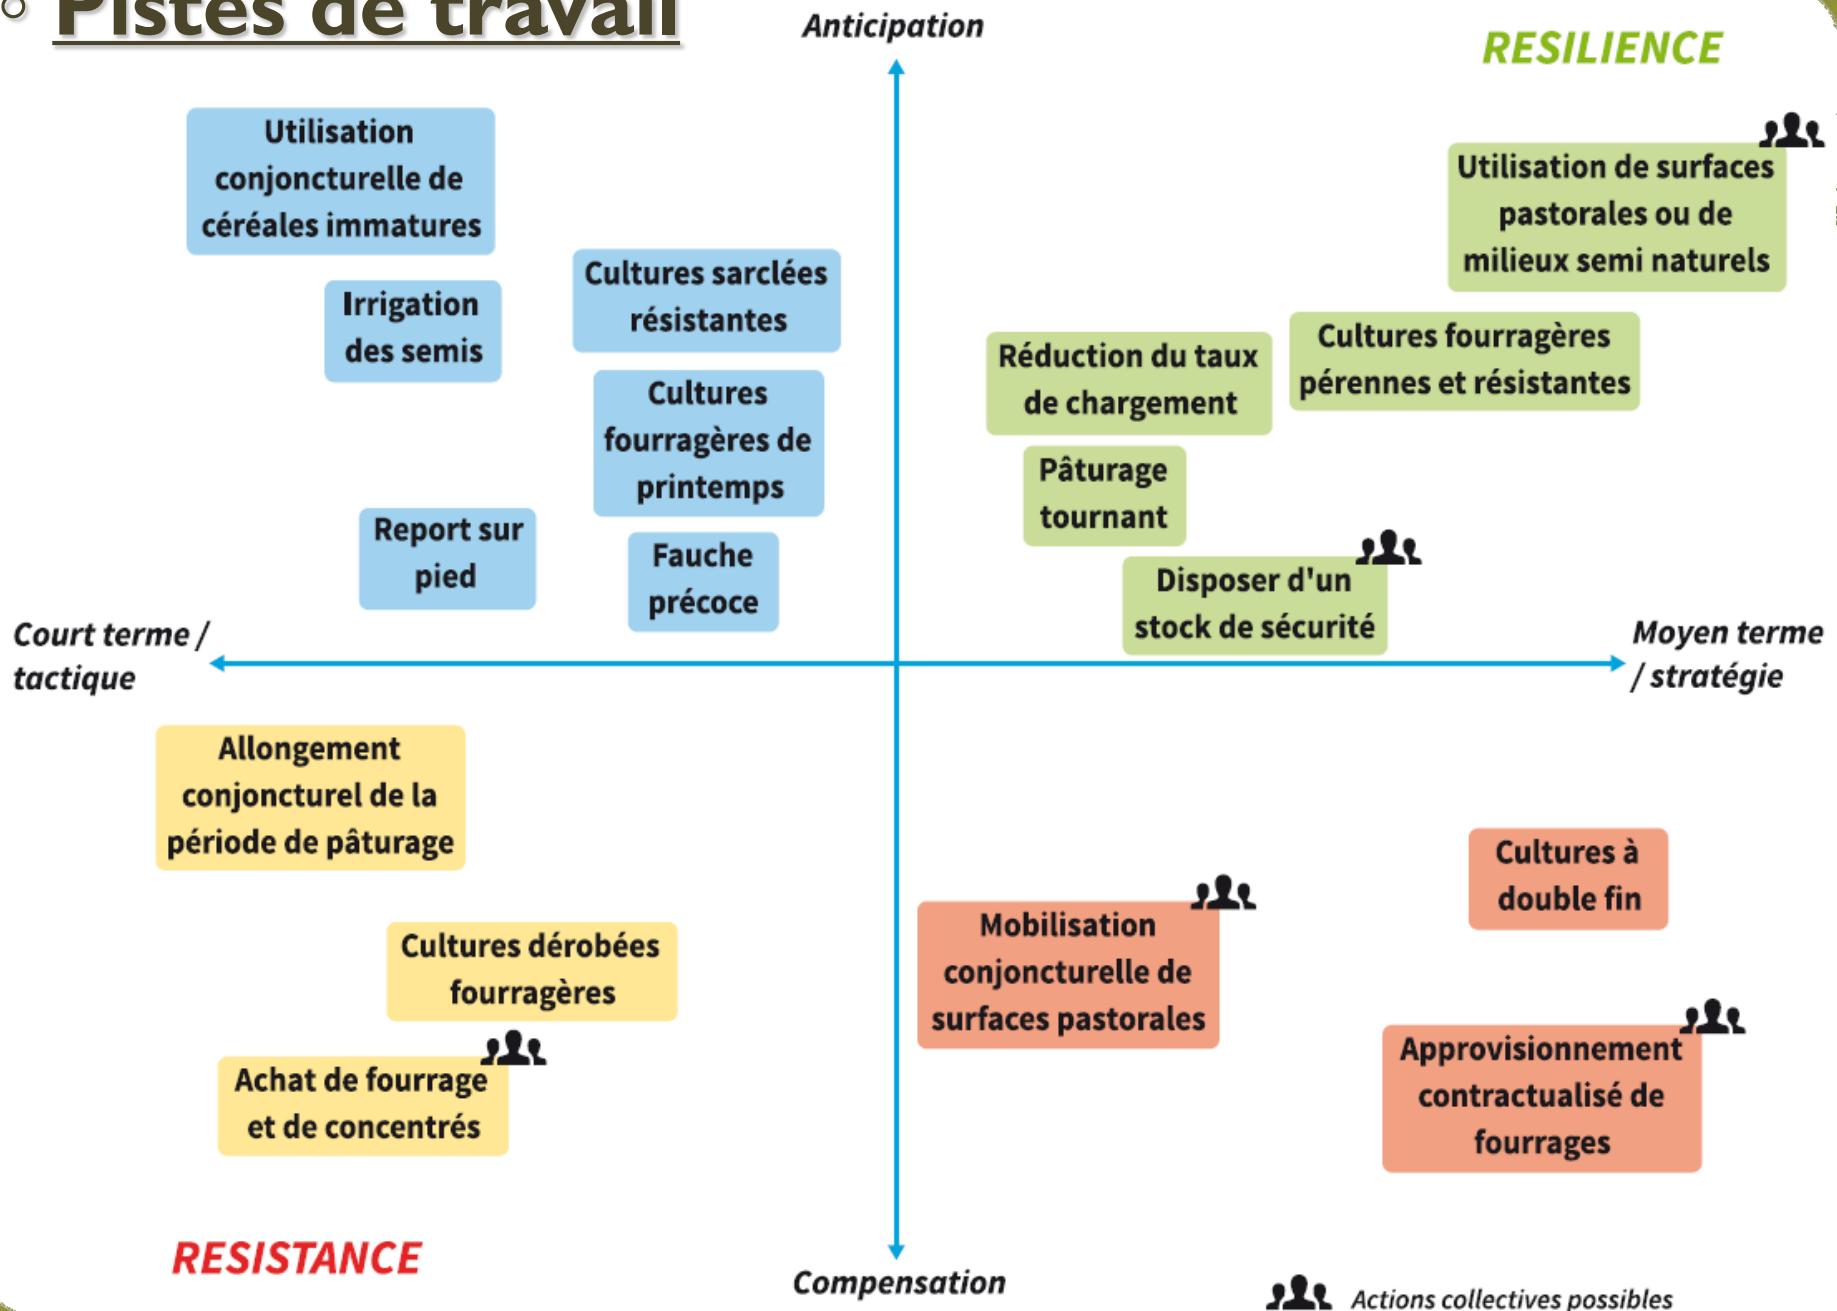 Pistes de travail
Anticipation
RESILIENCE
Utilisation
conjoncturelle de
céréales immatures
Irrigation
des semis
Cultures sarclées
résistantes
Cultures
fourragères de
printemps
Report sur
pied
Fauche
précoce
Utilisation de surfaces
pastorales ou de
milieux semi naturels
Cultures fourragères
pérennes et résistantes
Réduction du taux
de chargement
Pâturage
tournant
Disposer d'un
stock de sécurité
Court terme /
tactique
Moyen terme
/ stratégie
Allongement
conjoncturel de la
période de pâturage
Cultures dérobées
fourragères
Achat de fourrage
et de concentrés
Mobilisation
conjoncturelle de
surfaces pastorales
Cultures à
double fin
Approvisionnement
contractualisé de
fourrages
RESISTANCE
Compensation
Actions collectives possibles